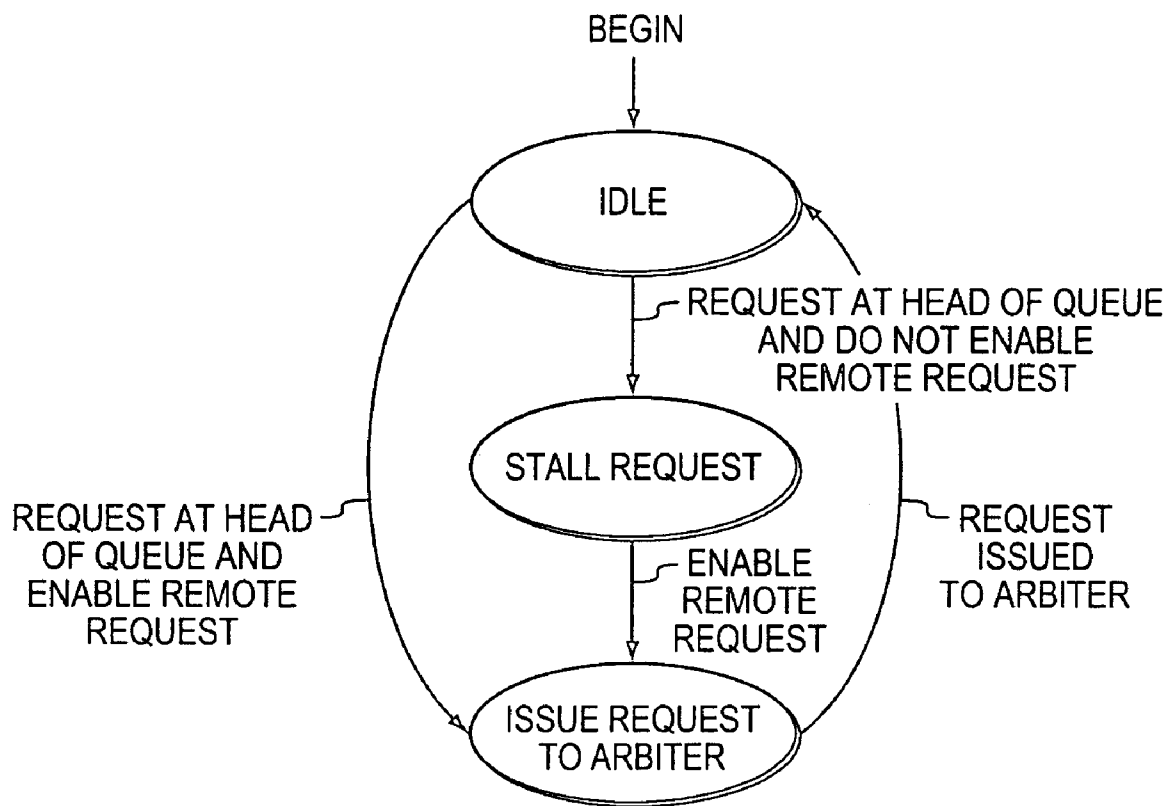 BEGIN
IDLE
REQUEST AT HEAD OF QUEUE
AND DO NOT ENABLE
REMOTE REQUEST
STALL REQUEST
REQUEST AT HEAD
OF QUEUE AND
ENABLE REMOTE
REQUEST
REQUEST
ISSUED
TO ARBITER
ENABLE
REMOTE
REQUEST
ISSUE REQUEST
TO ARBITER